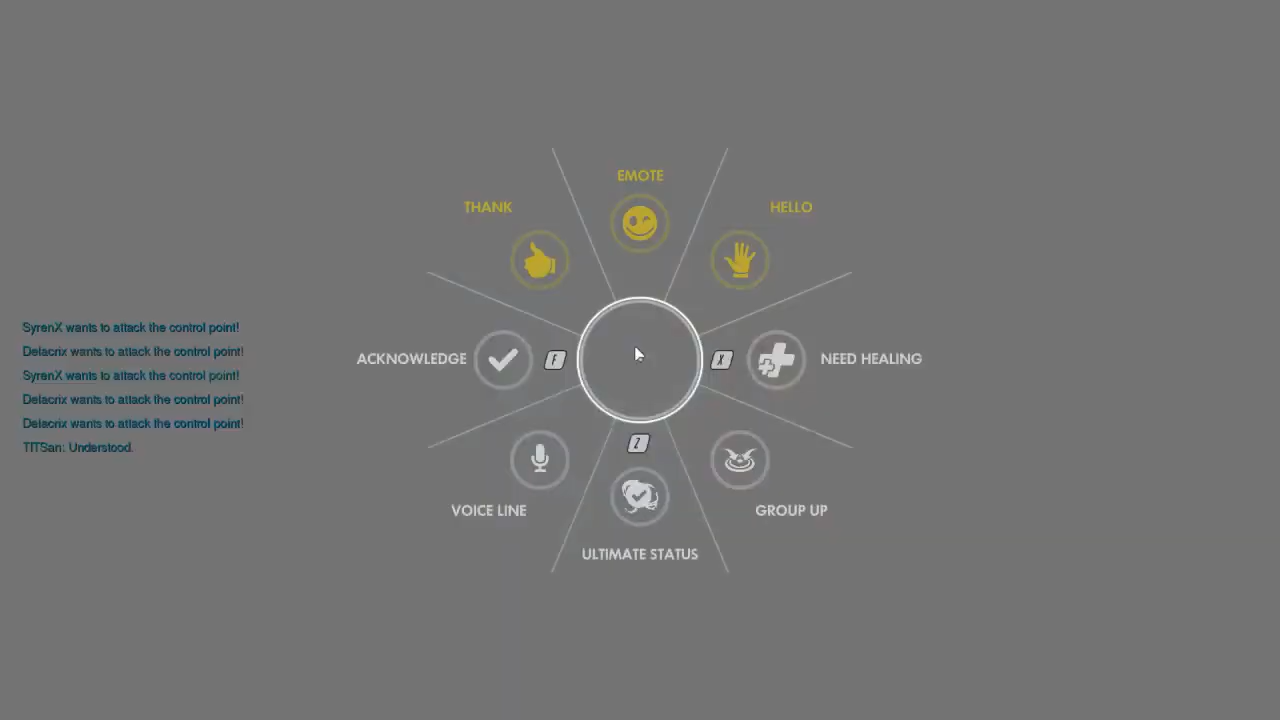 EMOTE
THANK
HELLO
SyrenX wants to attack the control point!
Delacrix wants to attack the control point!
ACKNOWLEDGE
F
X
NEED HEALING
SyrenX wants to attack the control point!
Delacrix wants to attack the control point!
Delacrix wants to attack the control point!
Z
TITSan: Understood.
VOICE LINE
GROUP UP
ULTIMATE STATUS